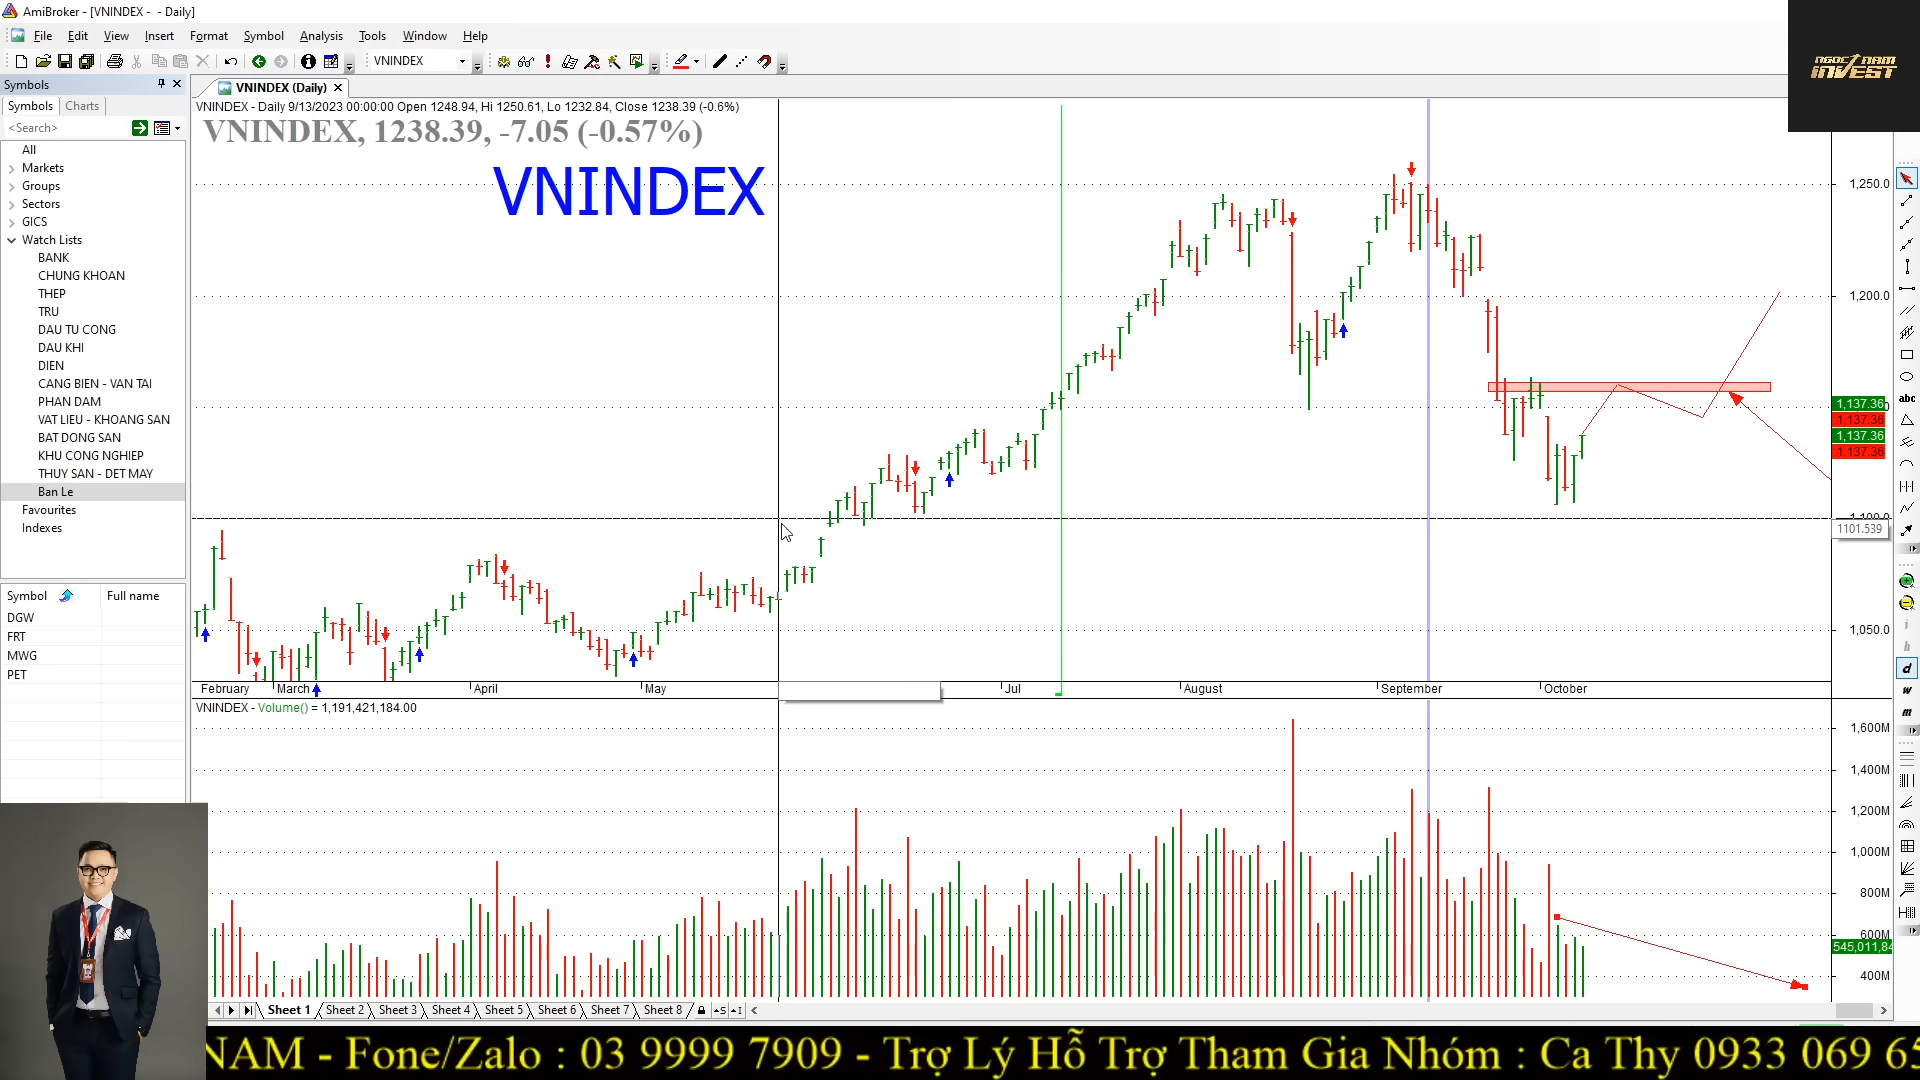 AmiBroker - [VNINDEX - - Daily]
File Edit View Insert Format Symbol Analysis Tools Window Help
VNINDEX
Symbols
VNINDEX (Daily)
Symbols Charts
<Search>
All
Markets
Groups
Sectors
GICS
Watch Lists
BANK
CHUNG KHOAN
THEP
TRU
DAU TU CONG
DAU KHI
DIEN
CANG BIEN - VAN TAI
PHAN DAM
VAT LIEU - KHOANG SAN
BAT DONG SAN
KHU CONG NGHIEP
THUY SAN - DET MAY
Ban Le
Favourites
Indexes
Symbol Full name
DGW
FRT
MWG
PET
VNINDEX - Daily 9/13/2023 00:00:00 Open 1248.94, Hi 1250.61, Lo 1232.84, Close 1238.39 (-0.6%)
VNINDEX, 1238.39, -7.05 (-0.57%)
VNINDEX
NGOC NAM
INVEST
1,250.0
1,200.0
1,137.36
1,137.36
1,137.36
1,137.36
1101.539
1,050.0
February March April May Jul August September October
VNINDEX - Volume() = 1,191,421,184.00
1,600M
1,400M
1,200M
1,000M
800M
600M
545,011,84
400M
abc
d
w
m
Sheet 1 Sheet 2 Sheet 3 Sheet 4 Sheet 5 Sheet 6 Sheet 7 Sheet 8
NAM - Fone/Zalo : 03 9999 7909 - Trợ Lý Hỗ Trợ Tham Gia Nhóm : Ca Thy 0933 069 65